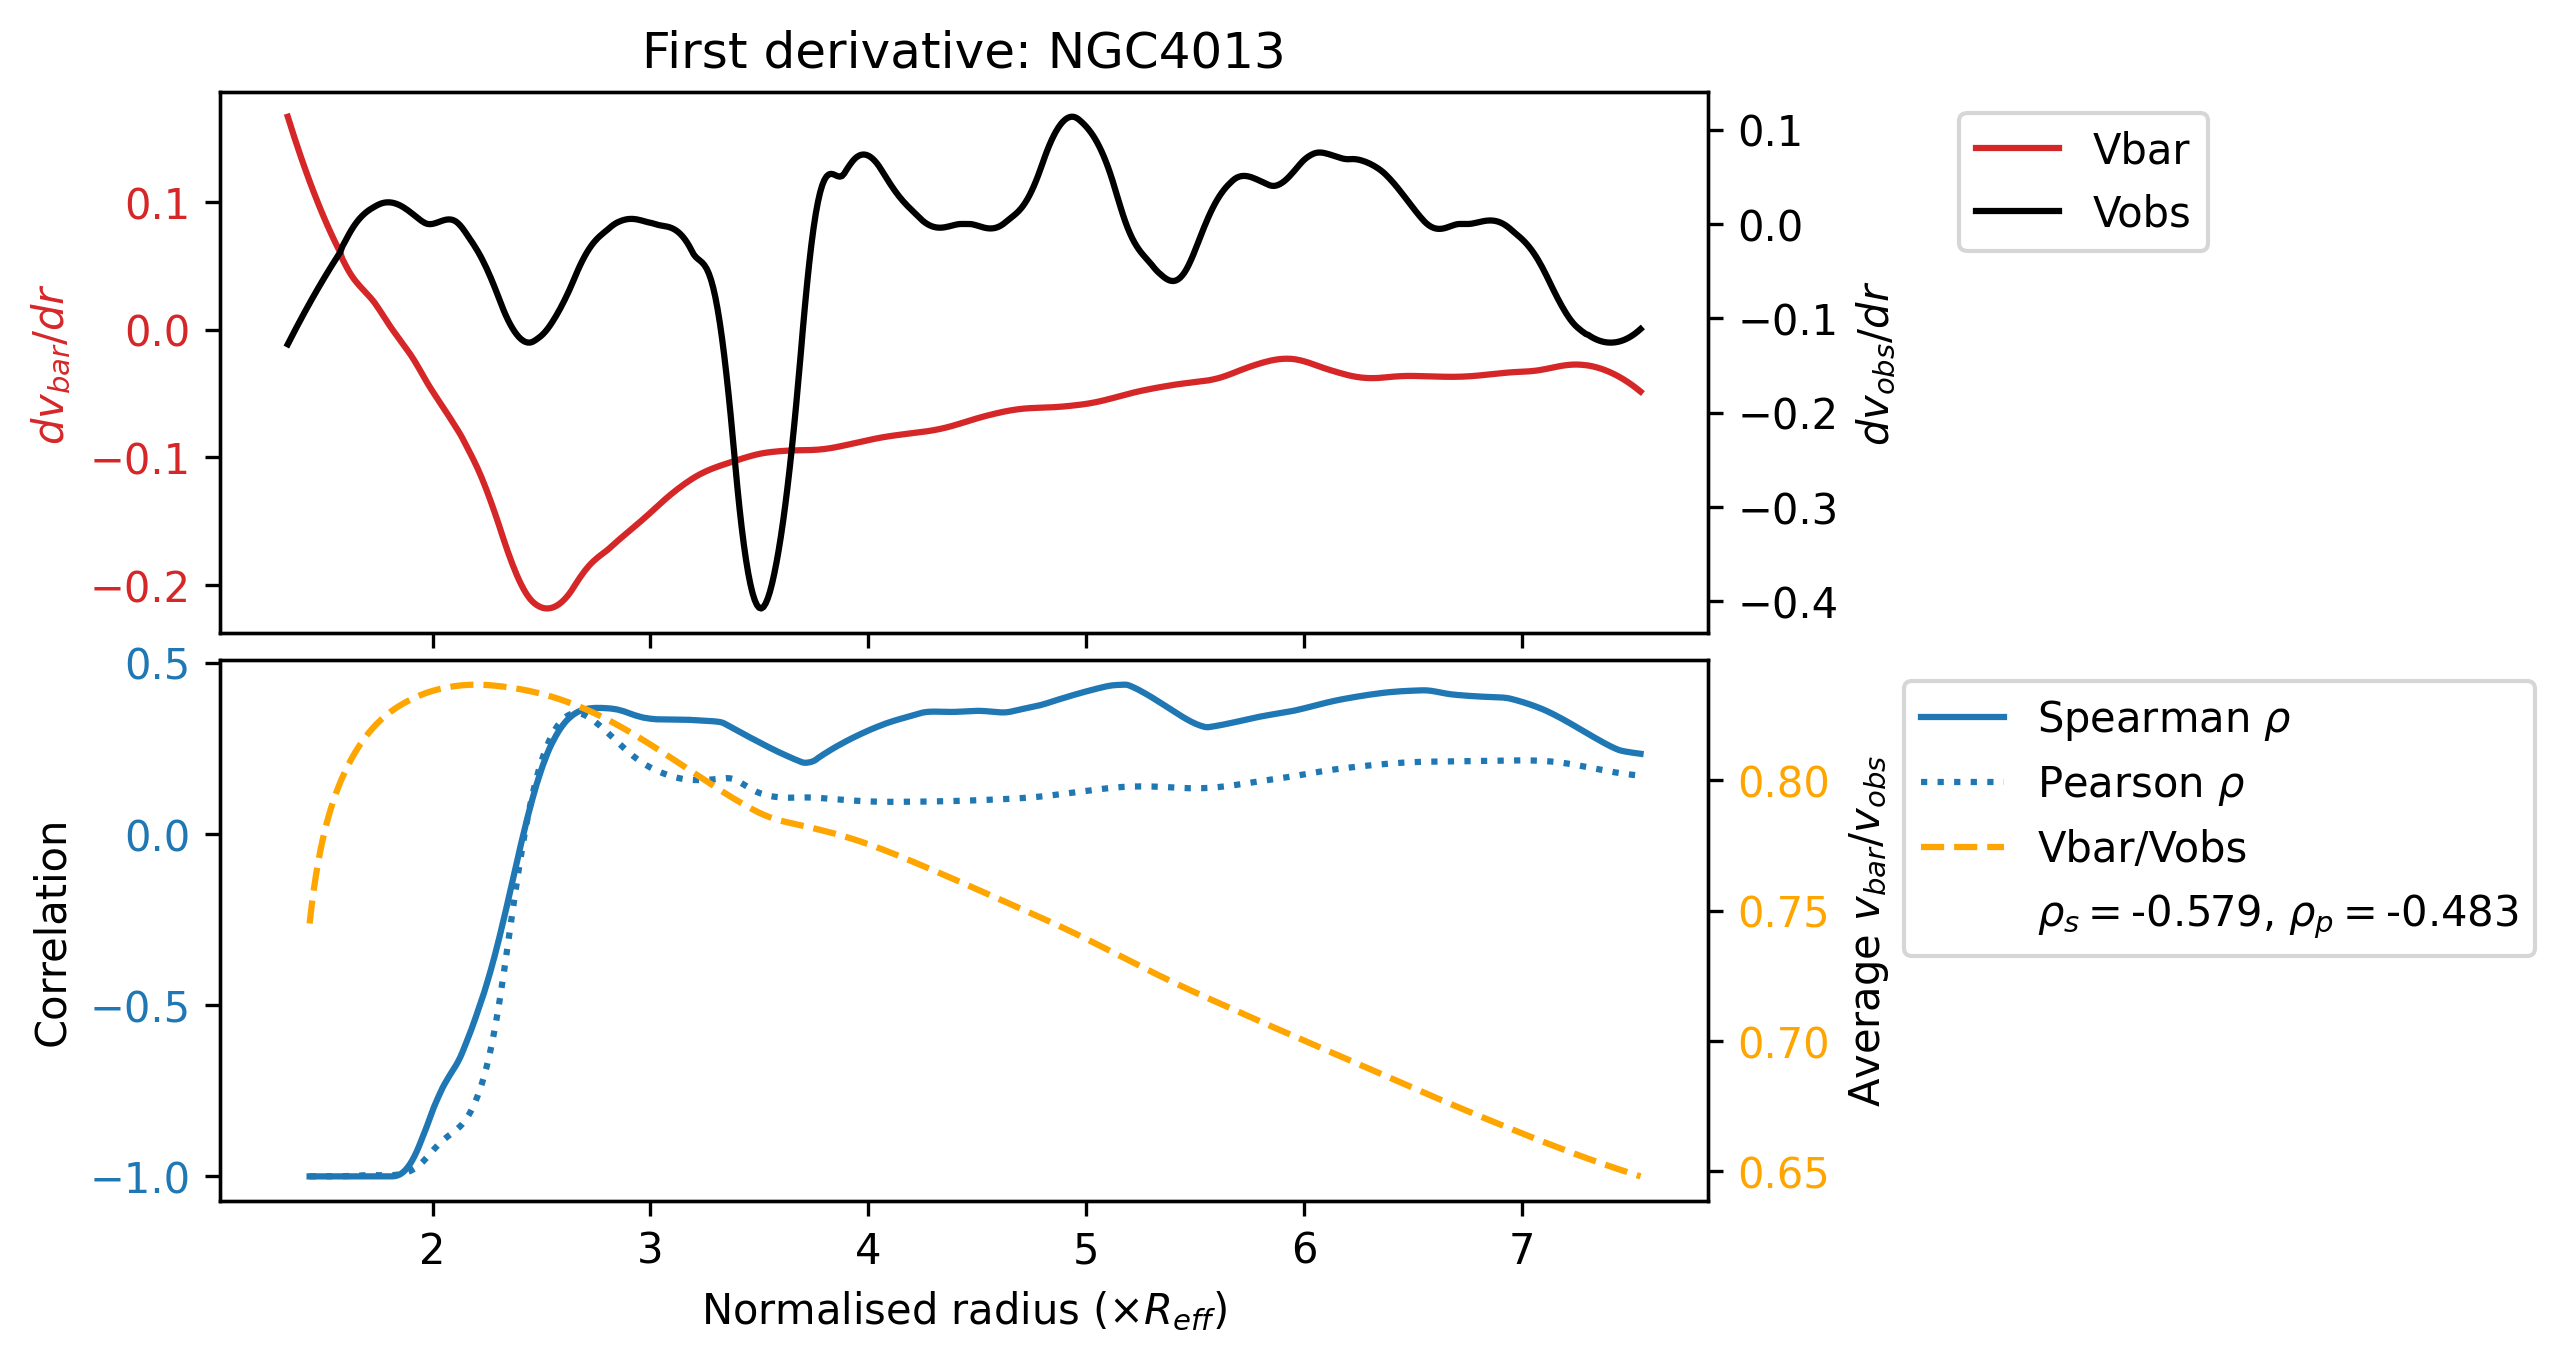 First derivative: NGC4013
0.1
0.0
−0.1
−0.2
dv_bar/dr
0.1
0.0
−0.1
−0.2
−0.3
−0.4
dv_obs/dr
Vbar
Vobs
0.5
0.0
−0.5
−1.0
Correlation
0.80
0.75
0.70
0.65
Average v_bar/v_obs
Spearman ρ
Pearson ρ
Vbar/Vobs
ρ_s = -0.579, ρ_p = -0.483
2 3 4 5 6 7
Normalised radius (×R_eff)